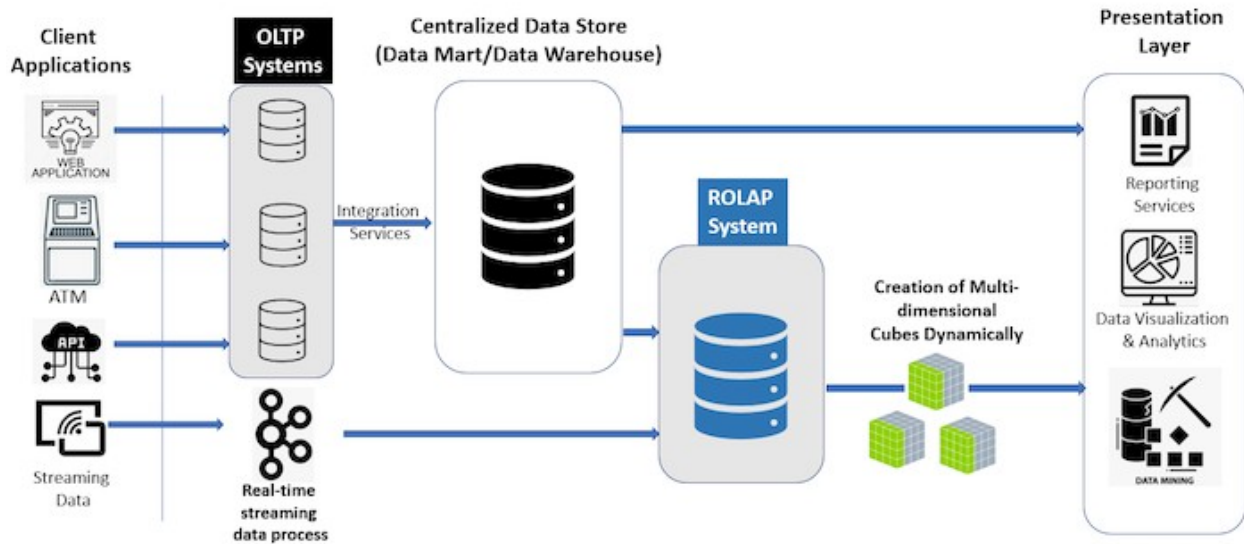 Client
Applications
WEB
APPLICATION
ATM
API
Streaming
Data
OLTP
Systems
Real-time
streaming
data process
Integration
Services
Centralized Data Store
(Data Mart/Data Warehouse)
ROLAP
System
Creation of Multi-
dimensional
Cubes Dynamically
Presentation
Layer
Reporting
Services
Data Visualization
& Analytics
DATA MINING